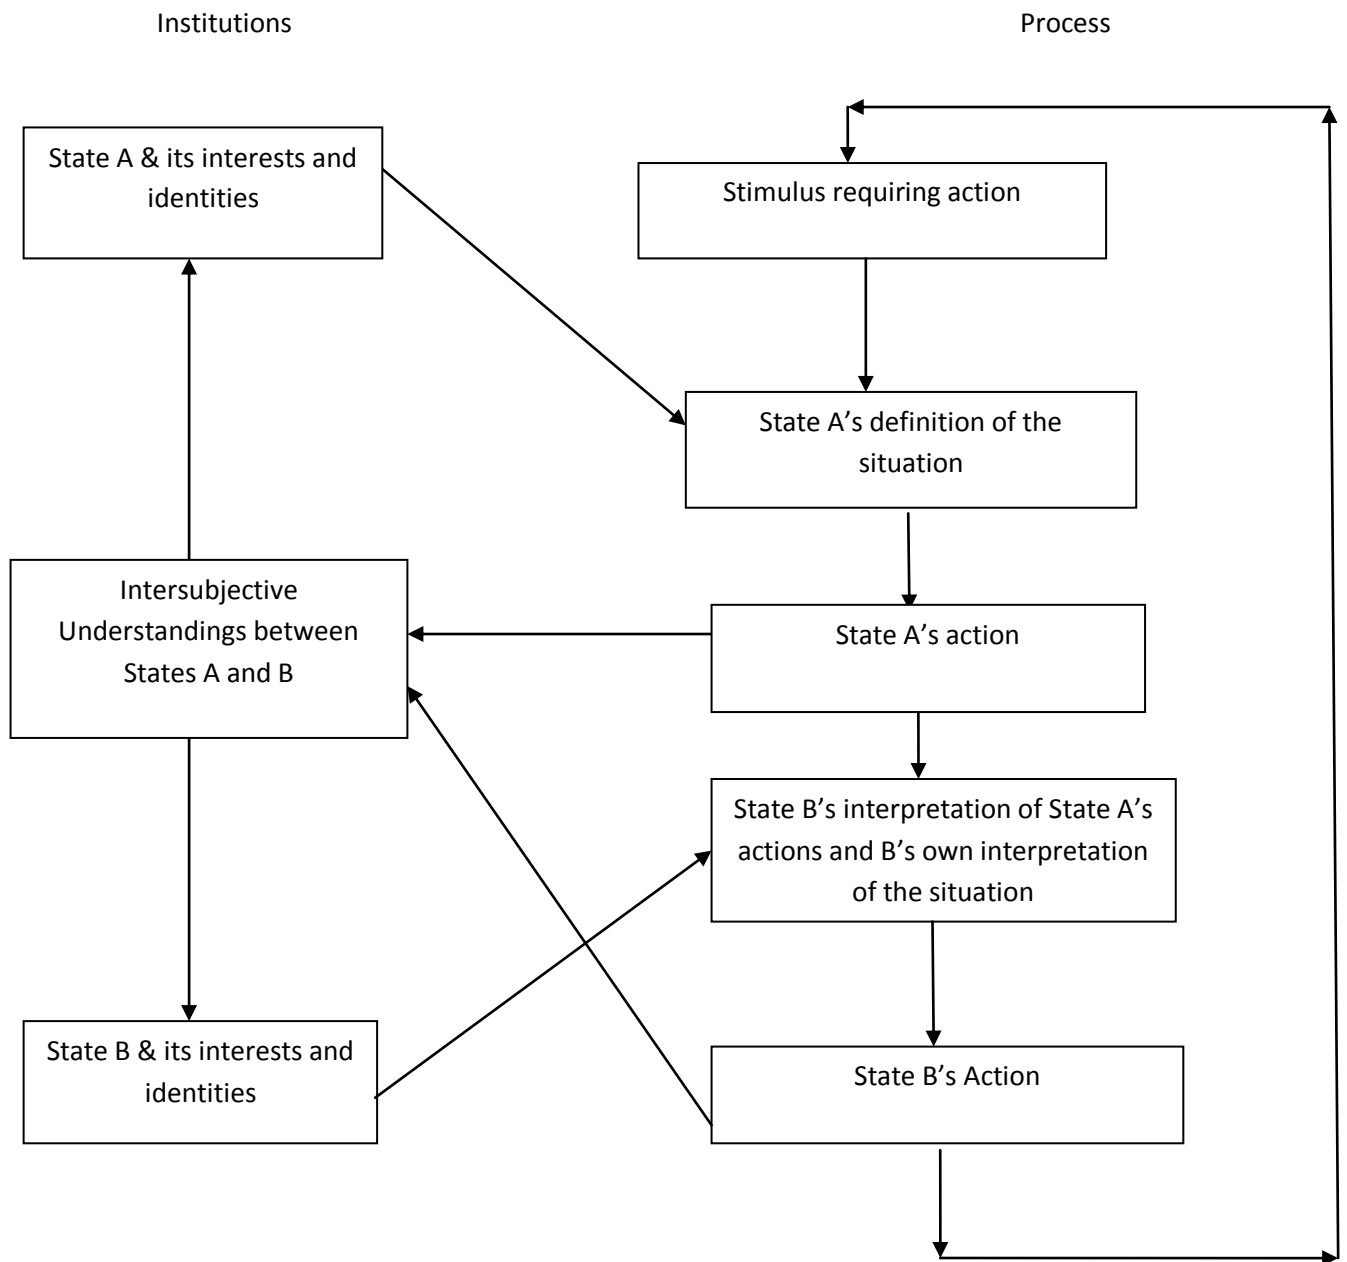 Institutions
Process
State A & its interests and
identities
Stimulus requiring action
State A’s definition of the
situation
Intersubjective
Understandings between
States A and B
State A’s action
State B’s interpretation of State A’s
actions and B’s own interpretation
of the situation
State B & its interests and
identities
State B’s Action